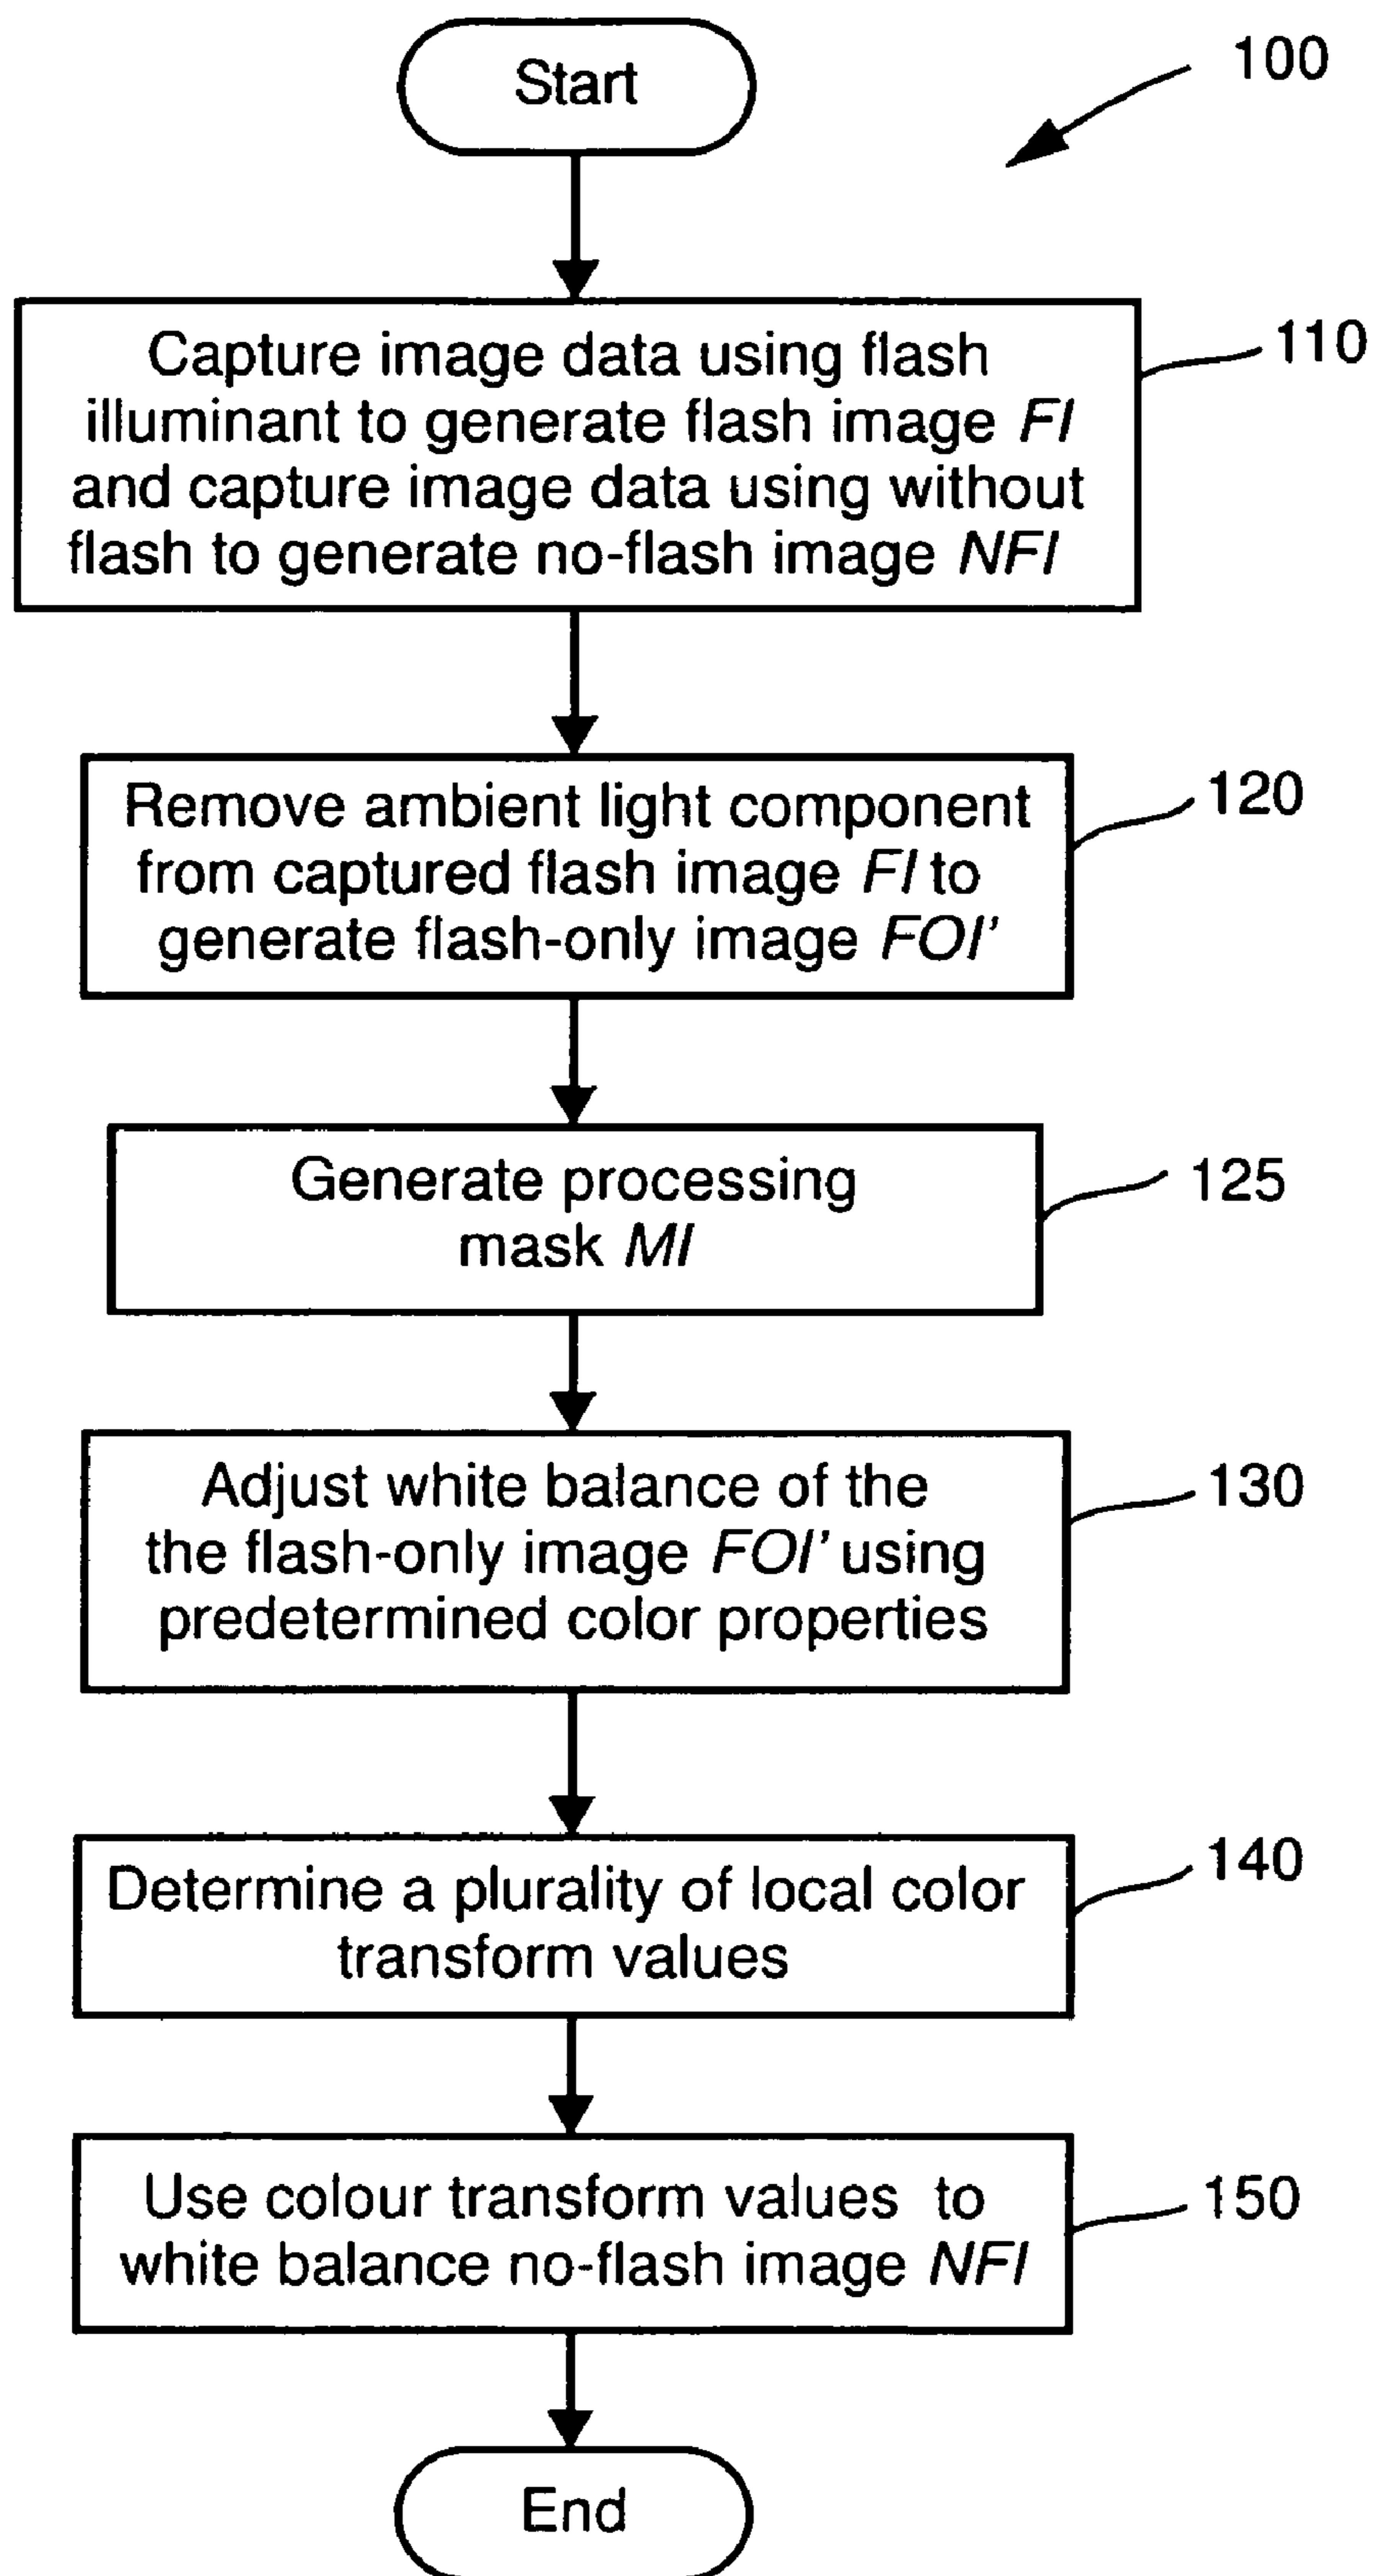 Start
100
Capture image data using flash
illuminant to generate flash image FI
and capture image data using without
flash to generate no-flash image NFI
110
Remove ambient light component
from captured flash image FI to
generate flash-only image FOI'
120
Generate processing
mask MI
125
Adjust white balance of the
the flash-only image FOI' using
predetermined color properties
130
Determine a plurality of local color
transform values
140
Use colour transform values to
white balance no-flash image NFI
150
End